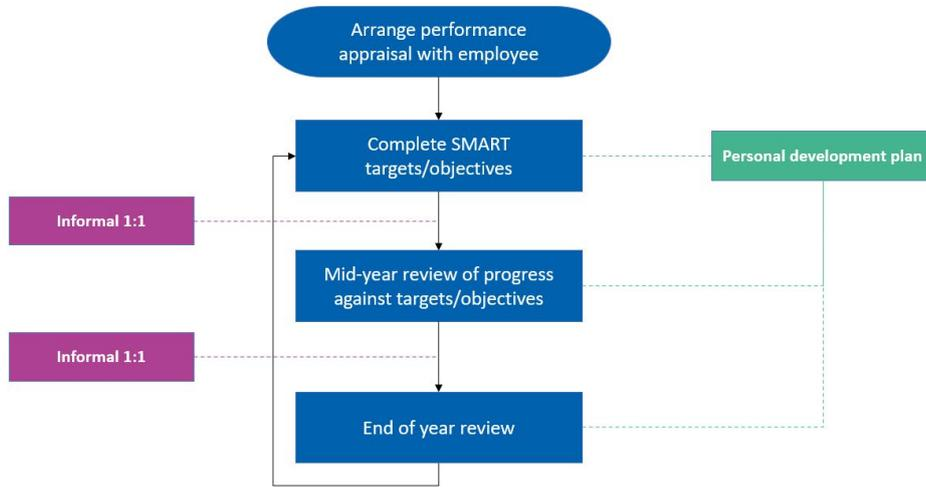 Arrange performance
appraisal with employee
Complete SMART
targets/objectives
Personal development plan
Informal 1:1
Mid-year review of progress
against targets/objectives
Informal 1:1
End of year review